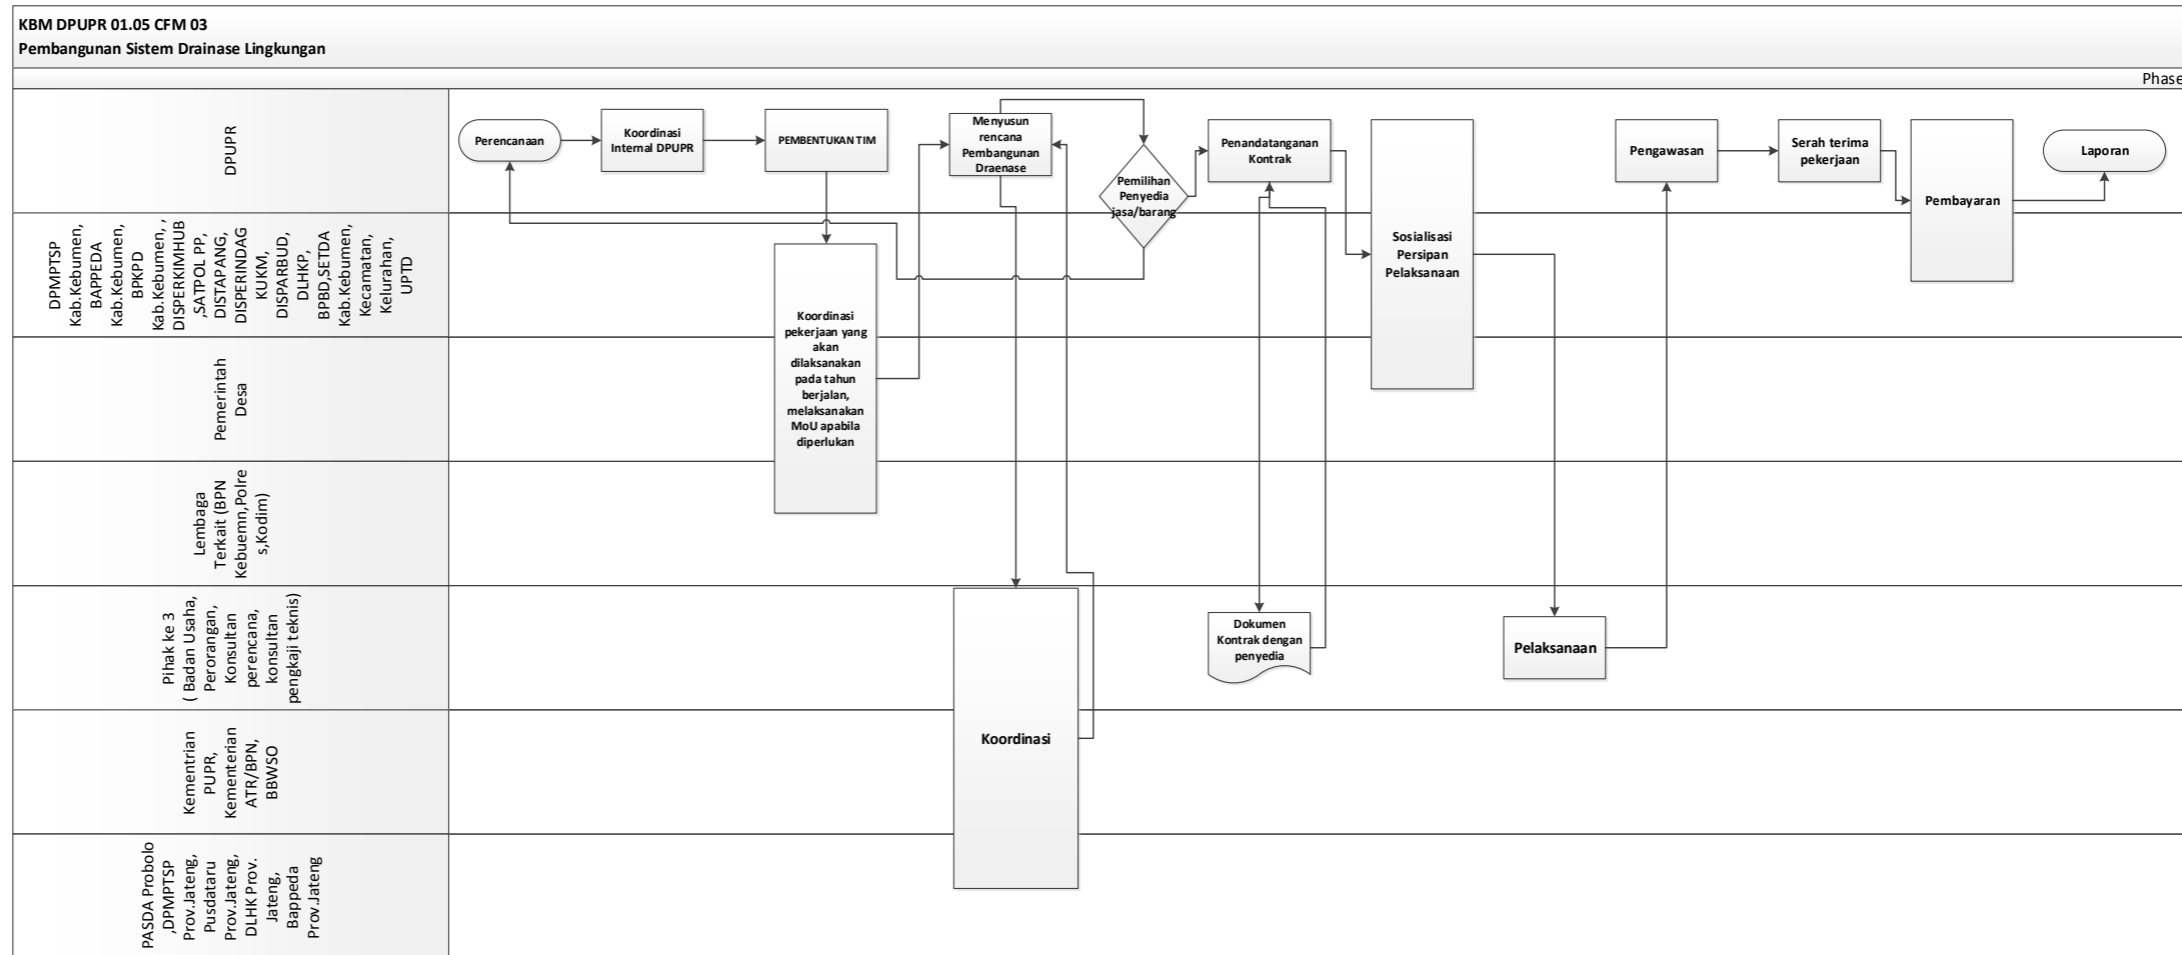 KBM DPUPR 01.05 CFM 03
Pembangunan Sistem Drainase Lingkungan
Phase
DPUPR
Perencanaan
Koordinasi
Internal DPUPR
PEMBENTUKAN TIM
Menyusun
rencana
Pembangunan
Draenase
Pemilihan
Penyedia
jasa/barang
Penandatanganan
Kontrak
Pengawasan
Serah terima
pekerjaan
Pembayaran
Laporan
DPMPTSP
Kab.Kebumen,
BAPPEDA
Kab.Kebumen,
BPKPD
Kab.Kebumen, ,
DISPERKIMHUB
,SATPOL PP,
DISTAPANG,
DISPERINDAG
KUKM,
DISPARBUD,
DLHKP,
BPBD,SETDA
Kab.Kebumen,
Kecamatan,
Kelurahan,
UPTD
Koordinasi
pekerjaan yang
akan
dilaksanakan
pada tahun
berjalan,
melaksanakan
MoU apabila
diperlukan
Sosialisasi
Persipan
Pelaksanaan
Pemerintah
Desa
Lembaga
Terkait (BPN
Kebuemn,Polre
s,Kodim)
Pihak ke 3
( Badan Usaha,
Perorangan,
Konsultan
perencana,
konsultan
pengkaji teknis)
Dokumen
Kontrak dengan
penyedia
Pelaksanaan
Kementrian
PUPR,
Kementerian
ATR/BPN,
BBWSO
Koordinasi
PASDA Probolo
,DPMPTSP
Prov.Jateng,
Pusdataru
Prov.Jateng,
DLHK Prov.
Jateng,
Bappeda
Prov.Jateng